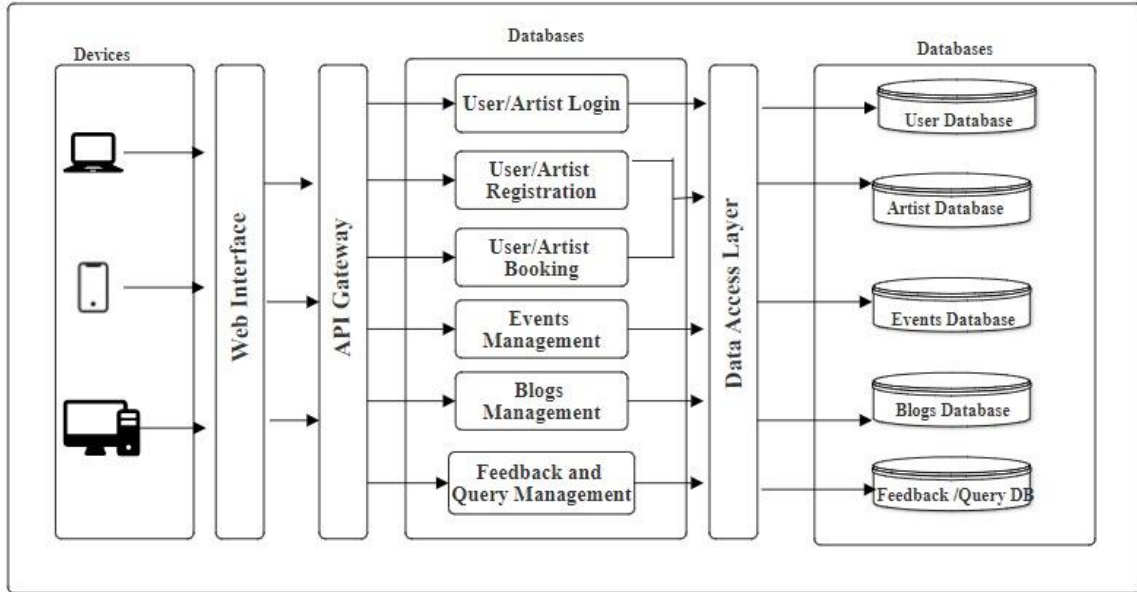 Devices
Web Interface
API Gateway
Databases
User/Artist Login
User/Artist
Registration
User/Artist
Booking
Events
Management
Blogs
Management
Feedback and
Query Management
Data Access Layer
Databases
User Database
Artist Database
Events Database
Blogs Database
Feedback /Query DB